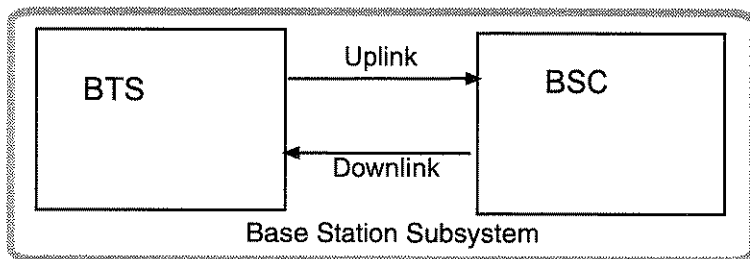 Uplink
BTS
BSC
Downlink
Base Station Subsystem